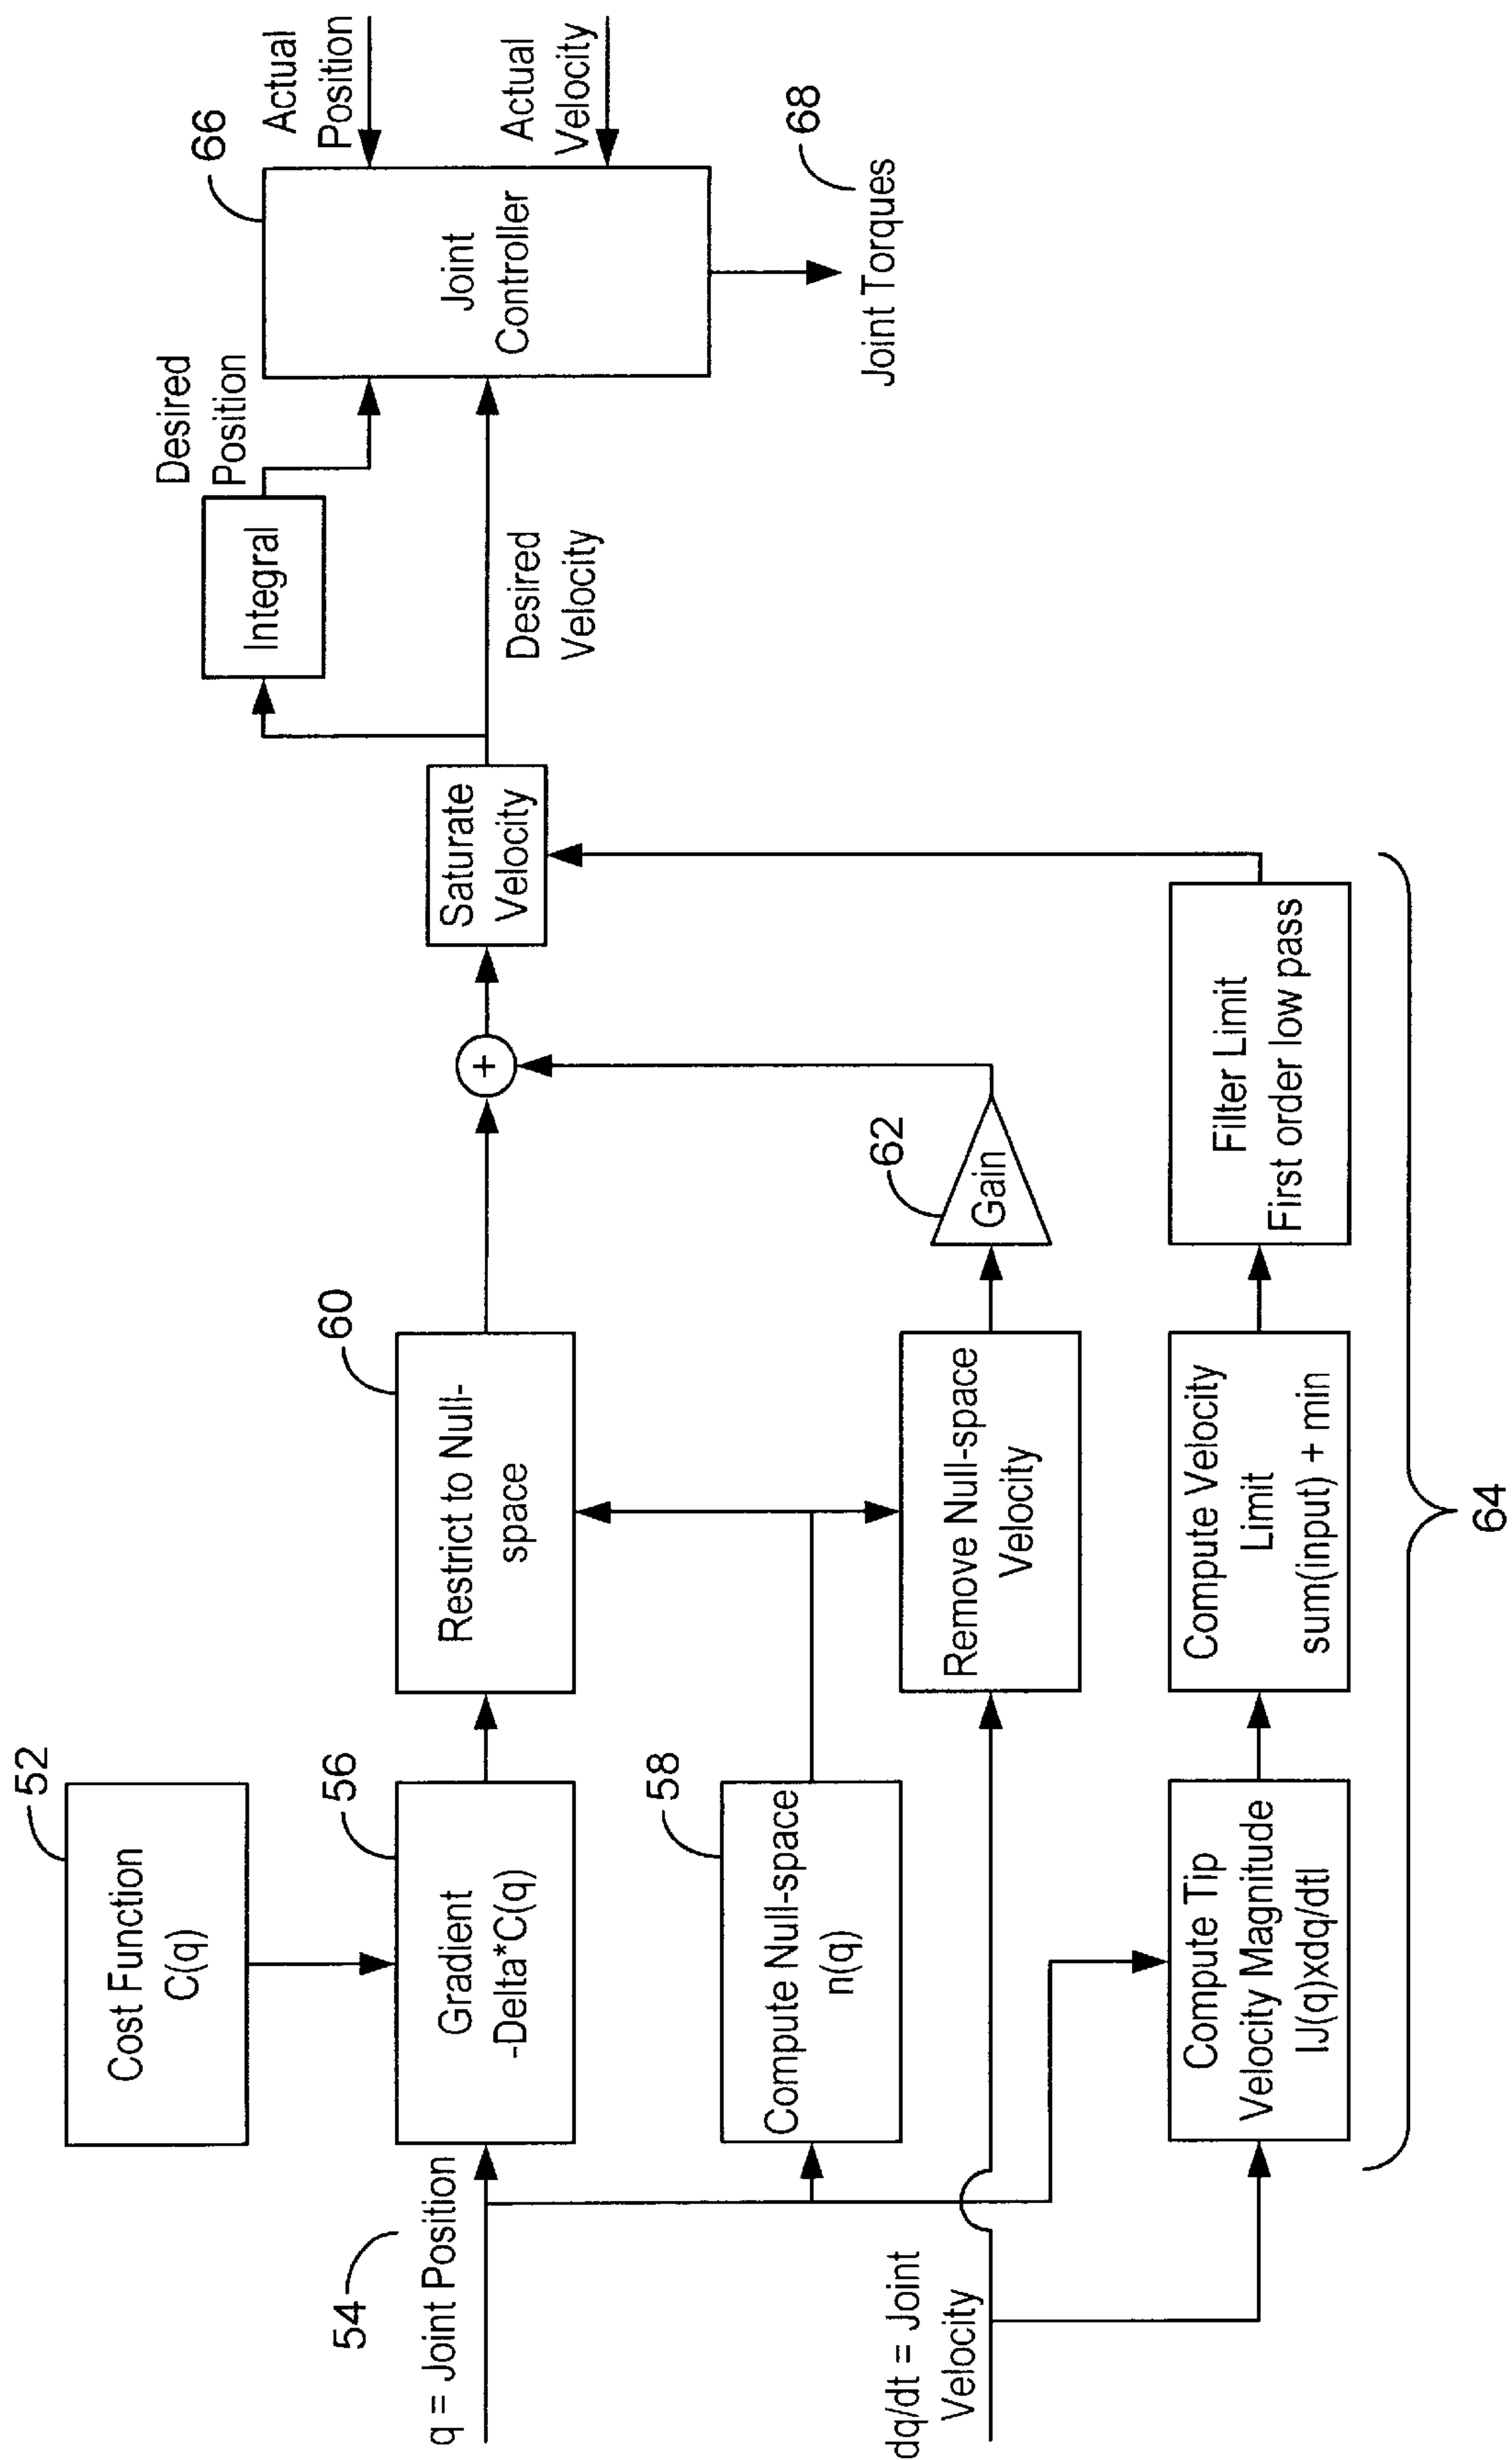 52
Cost Function
C(q)
54
q = Joint Position
56
Gradient
-Delta*C(q)
60
Restrict to Null-
space
58
Compute Null-space
n(q)
dq/dt = Joint
Velocity
Remove Null-space
Velocity
62
Gain
+
Compute Tip
Velocity Magnitude
IJ(q)xdq/dtI
Compute Velocity
Limit
sum(input) + min
Filter Limit
First order low pass
64
Saturate
Velocity
Integral
Desired
Position
Desired
Velocity
66
Joint
Controller
Actual
Position
Actual
Velocity
68
Joint Torques